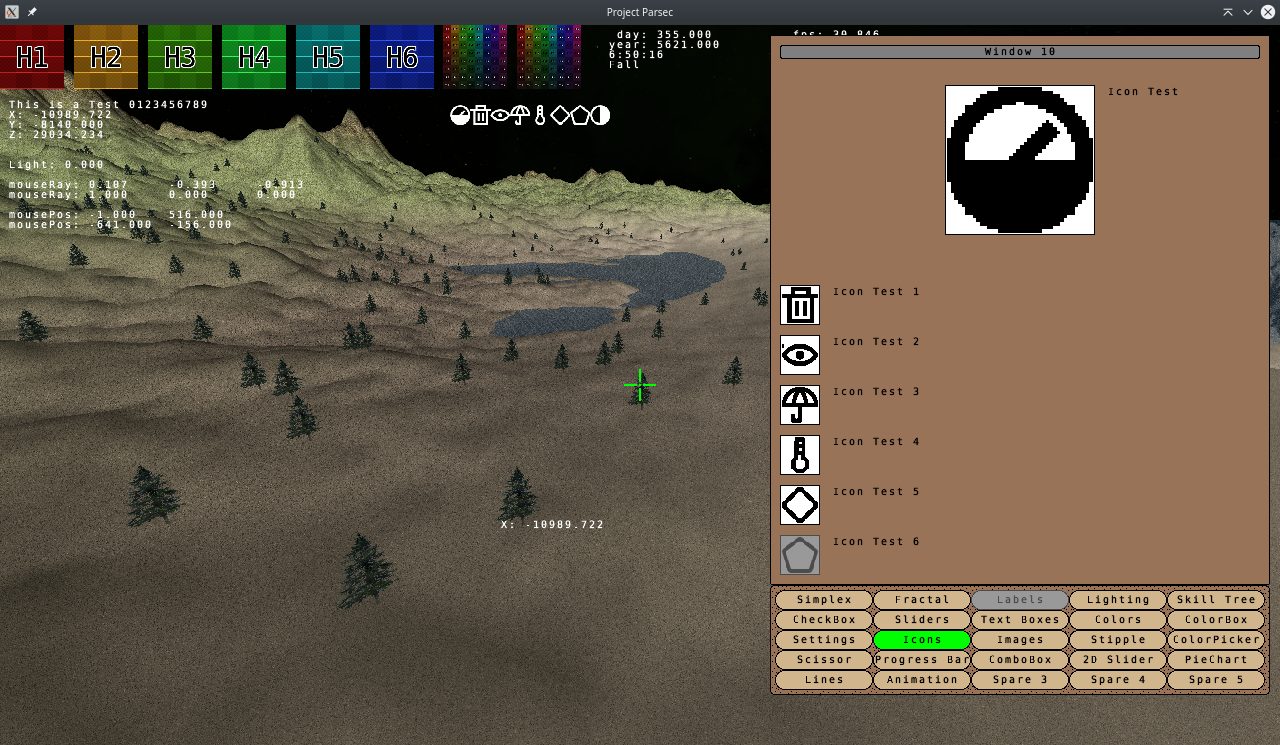 Project Parsec
H1 H2 H3 H4 H5 H6
day: 355.000
year: 5621.000
6:50:16
Fall
fps: 30.846
This is a Test 0123456789
X: -10989.722
Y: -8140.000
Z: 29034.234
Light: 0.000
mouseRay: 0.107 -0.393 0.913
mouseRay: 1.000 0.000 0.000
mousePos: -1.000 516.000
mousePos: -641.000 -156.000
X: -10989.722
Window 10
Icon Test
Icon Test 1
Icon Test 2
Icon Test 3
Icon Test 4
Icon Test 5
Icon Test 6
Simplex Fractal Labels Lighting Skill Tree
CheckBox Sliders Text Boxes Colors ColorBox
Settings Icons Images Stipple ColorPicker
Scissor Progress Bar ComboBox 2D Slider PieChart
Lines Animation Spare 3 Spare 4 Spare 5